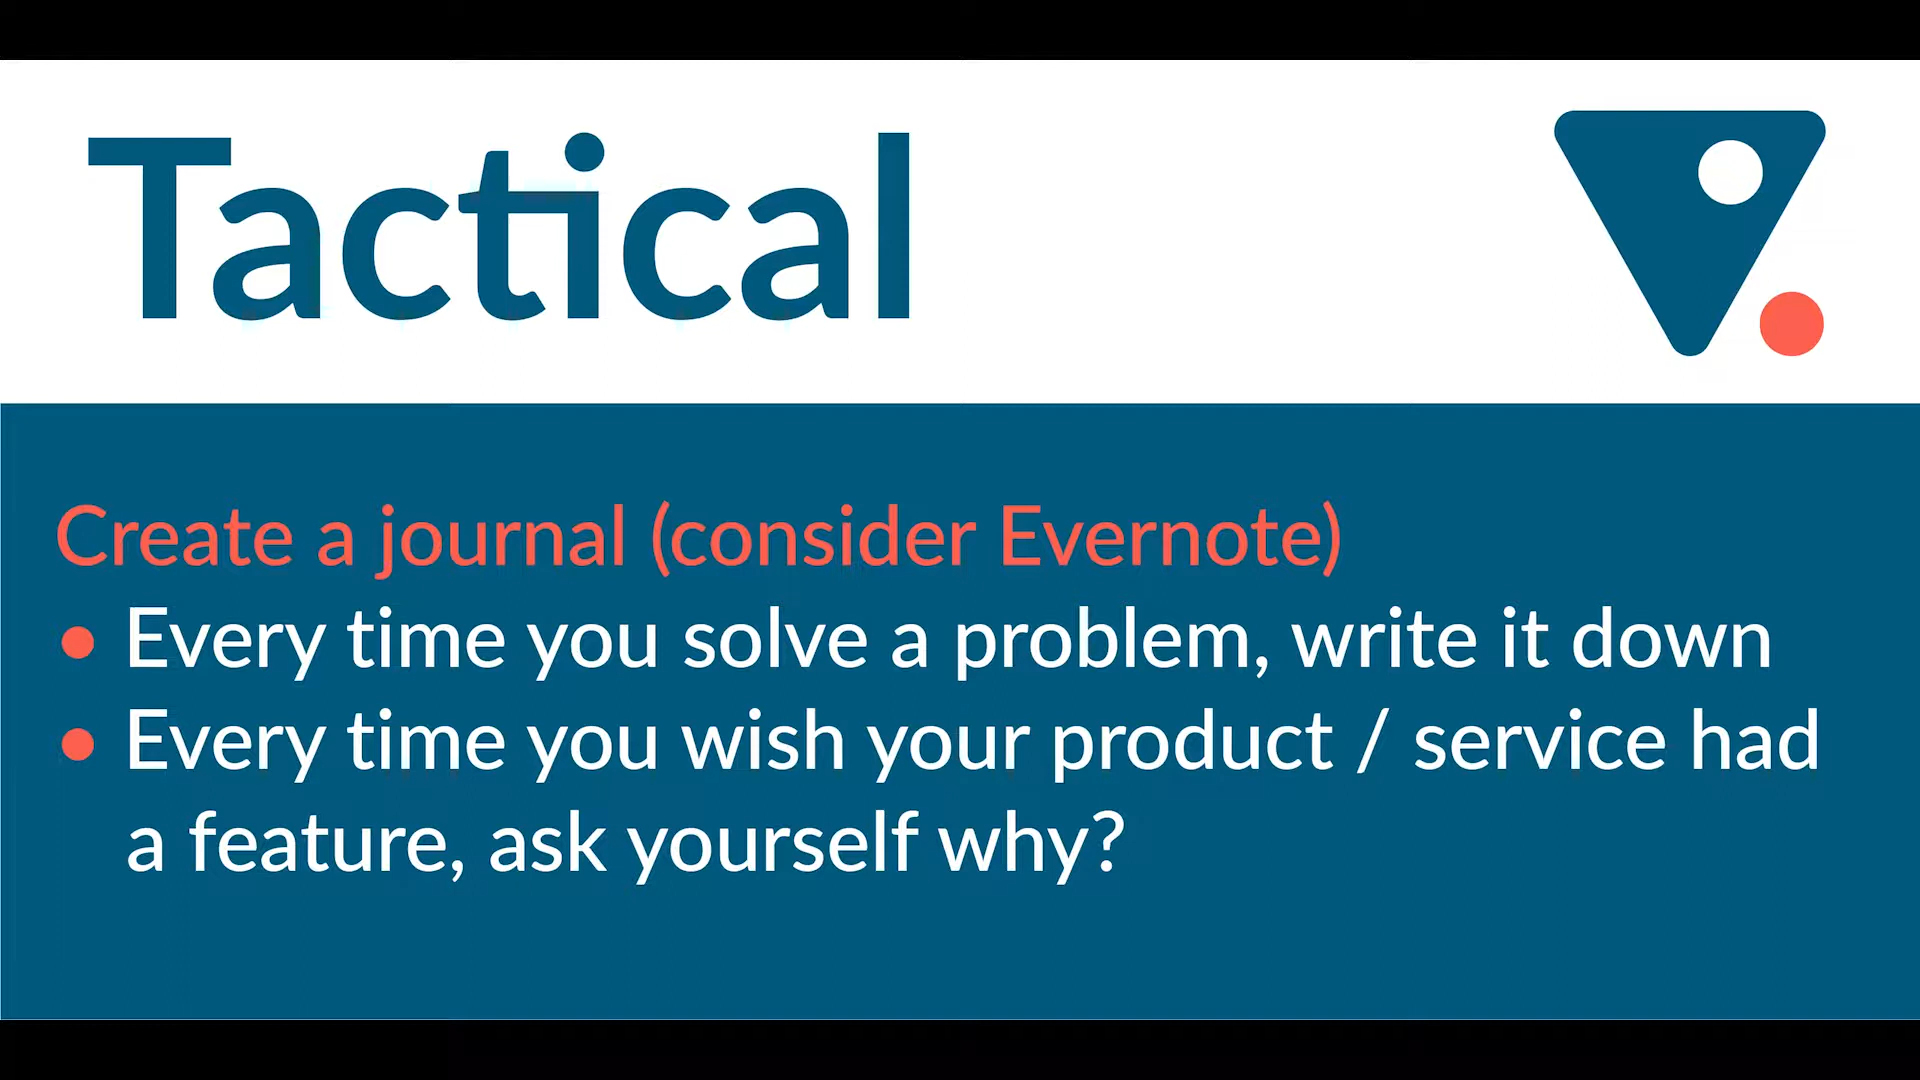 Tactical
Create a journal (consider Evernote)
• Every time you solve a problem, write it down
• Every time you wish your product / service had
a feature, ask yourself why?